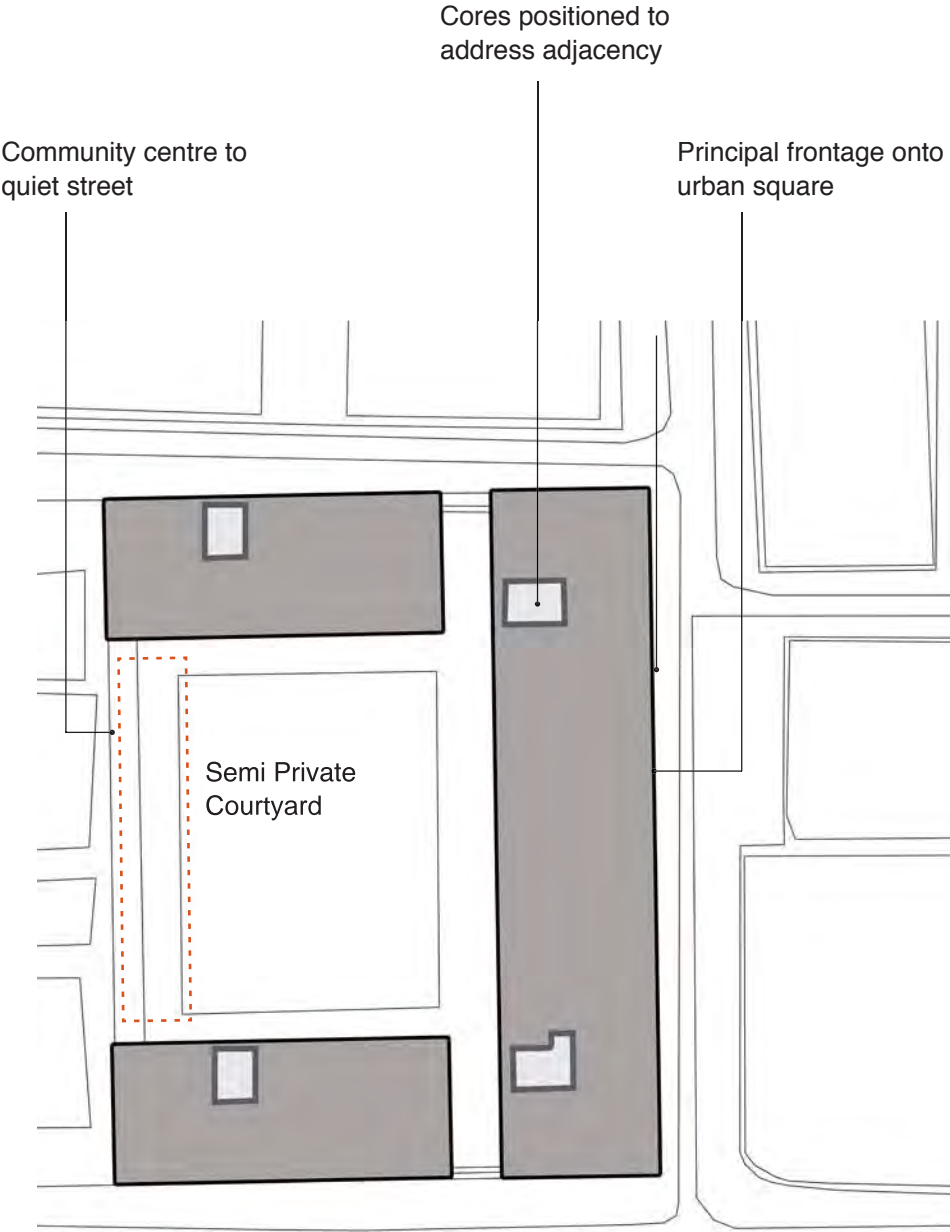 Cores positioned to
address adjacency
Community centre to
quiet street
Principal frontage onto
urban square
Semi Private
Courtyard